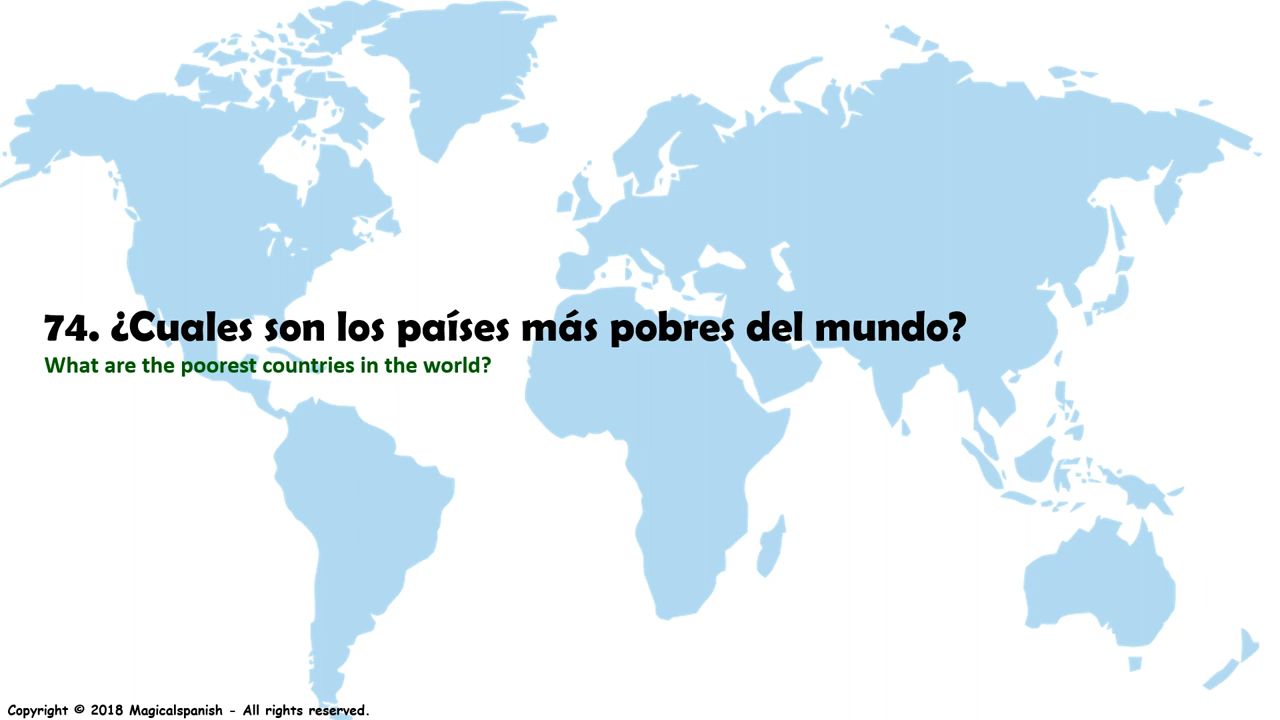 74. ¿Cuales son los países más pobres del mundo?
What are the poorest countries in the world?
Copyright © 2018 Magicalspanish - All rights reserved.